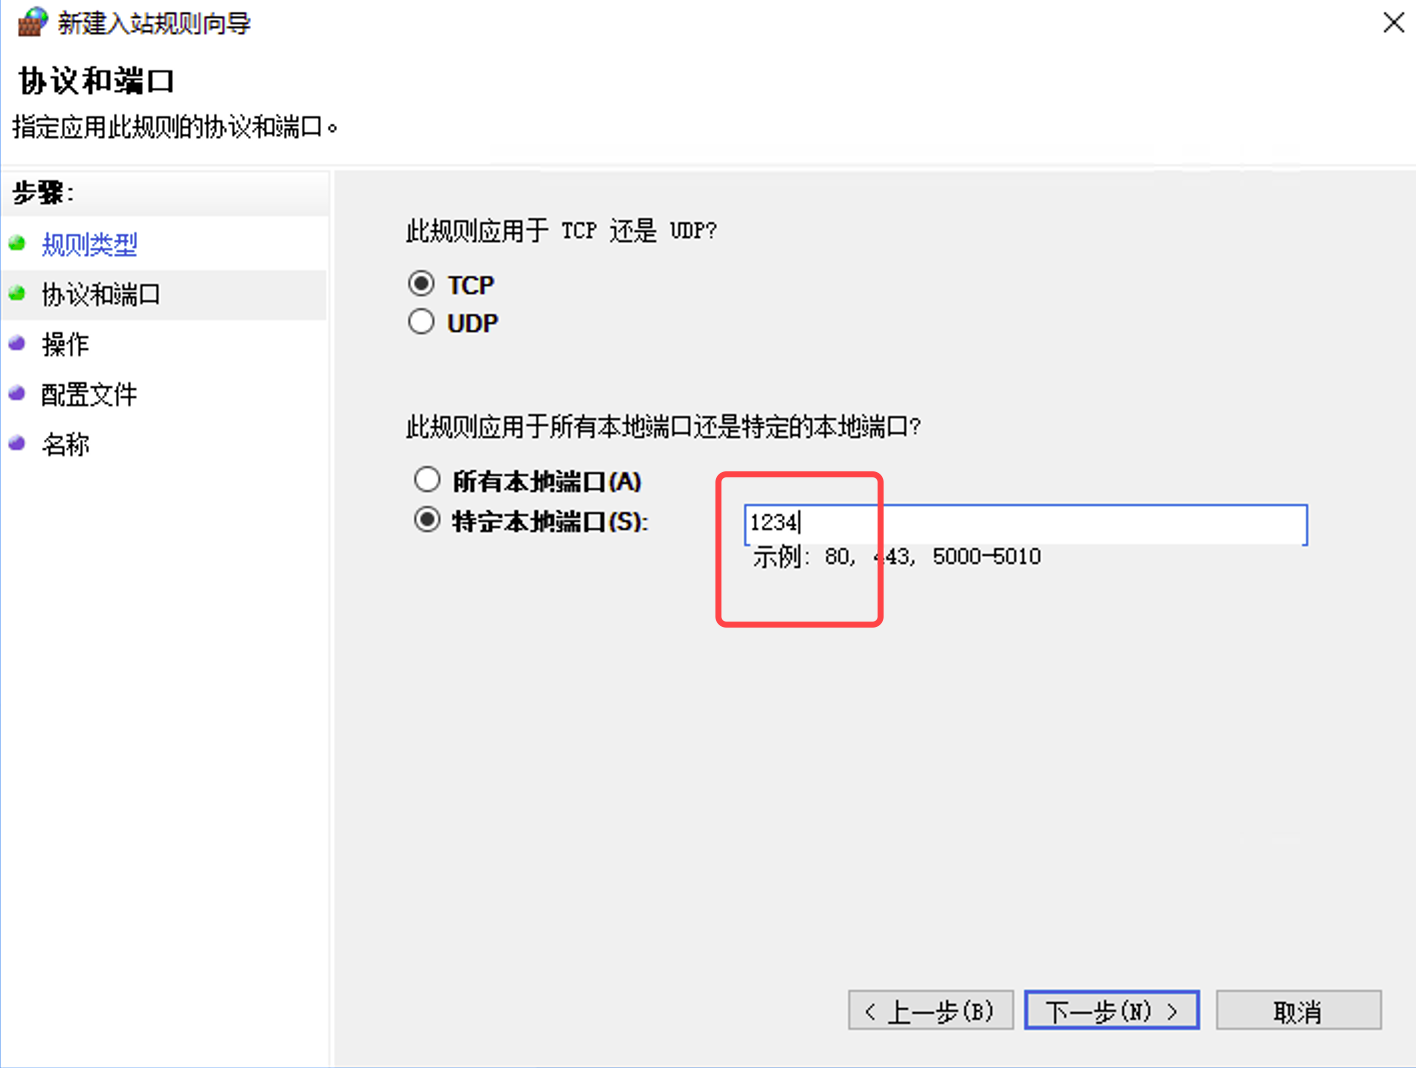 新建入站规则向导
协议和端口
指定应用此规则的协议和端口。
步骤:
规则类型
协议和端口
操作
配置文件
名称
此规则应用于 TCP 还是 UDP?
TCP
UDP
此规则应用于所有本地端口还是特定的本地端口?
所有本地端口(A)
特定本地端口(S):
1234
示例: 80, 443, 5000-5010
< 上一步(B)
下一步(N) >
取消